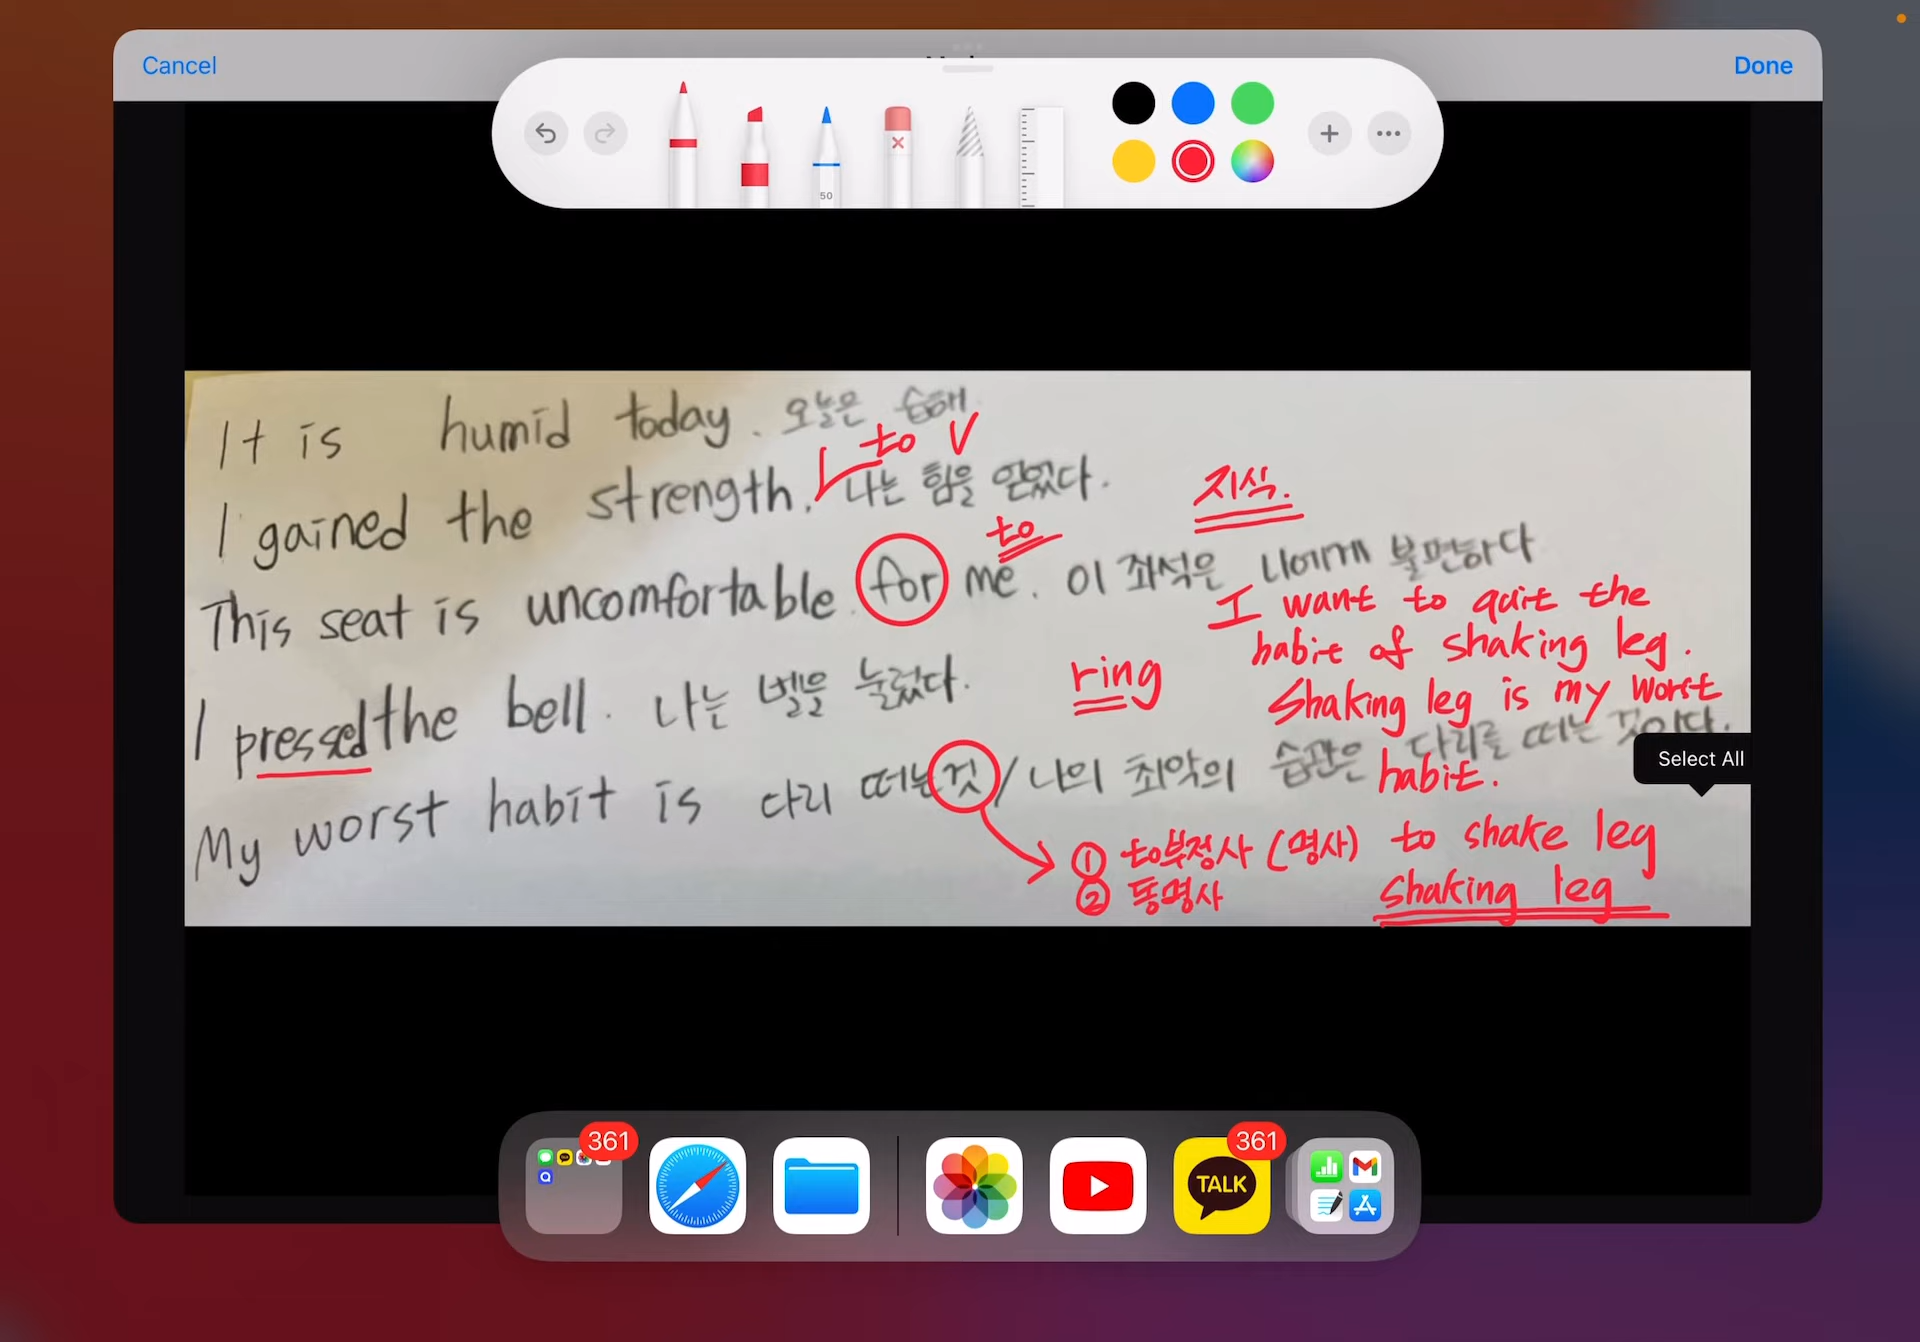 Cancel
Done
50
It is humid today. 오늘은 습해.
to V
I gained the strength. 나는 힘을 얻었다.
지식.
to
This seat is uncomfortable for me. 이 좌석은 나에게 불편하다
I want to quit the
habit of shaking leg.
ring
Shaking leg is my worst
habit.
I pressed the bell. 나는 벨을 눌렀다.
Select All
My worst habit is 다리 떠는것 / 나의 최악의 습관은 다리를 떠는 것이다.
① to부정사 (명사) to shake leg
② 동명사 shaking leg
361
361
TALK